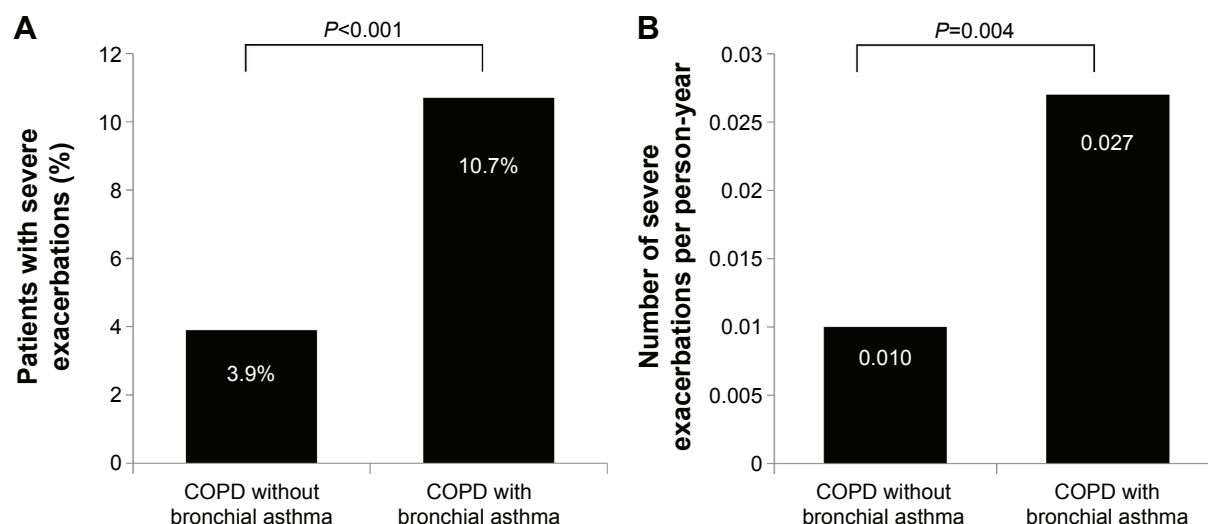 A
P<0.001
Patients with severe
exacerbations (%)
12
10
8
6
4
2
0
3.9%
10.7%
COPD without
bronchial asthma
COPD with
bronchial asthma
B
P=0.004
Number of severe
exacerbations per person-year
0.03
0.025
0.02
0.015
0.01
0.005
0
0.010
0.027
COPD without
bronchial asthma
COPD with
bronchial asthma